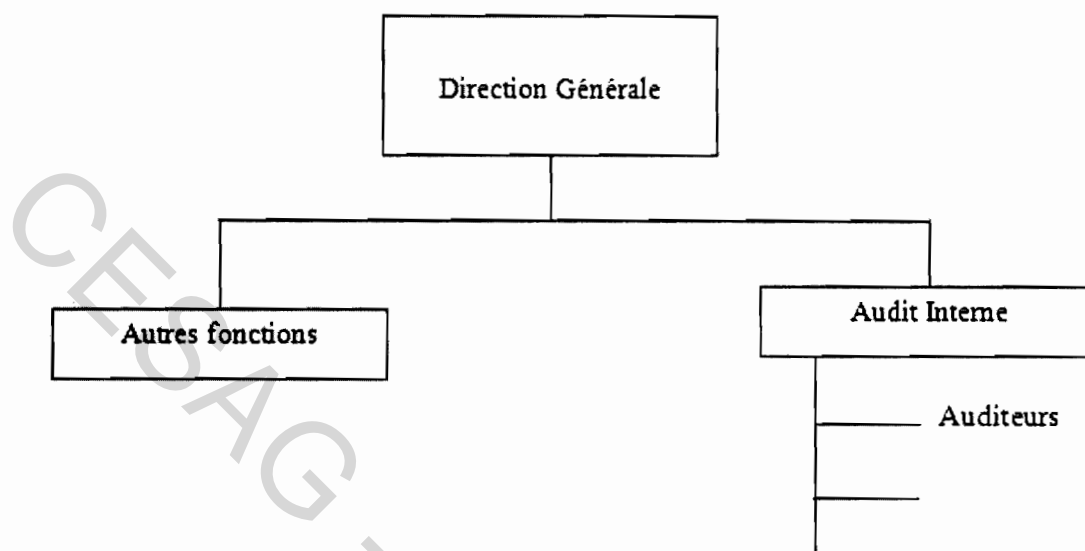 Direction Générale
Autres fonctions
Audit Interne
Auditeurs
CESAG